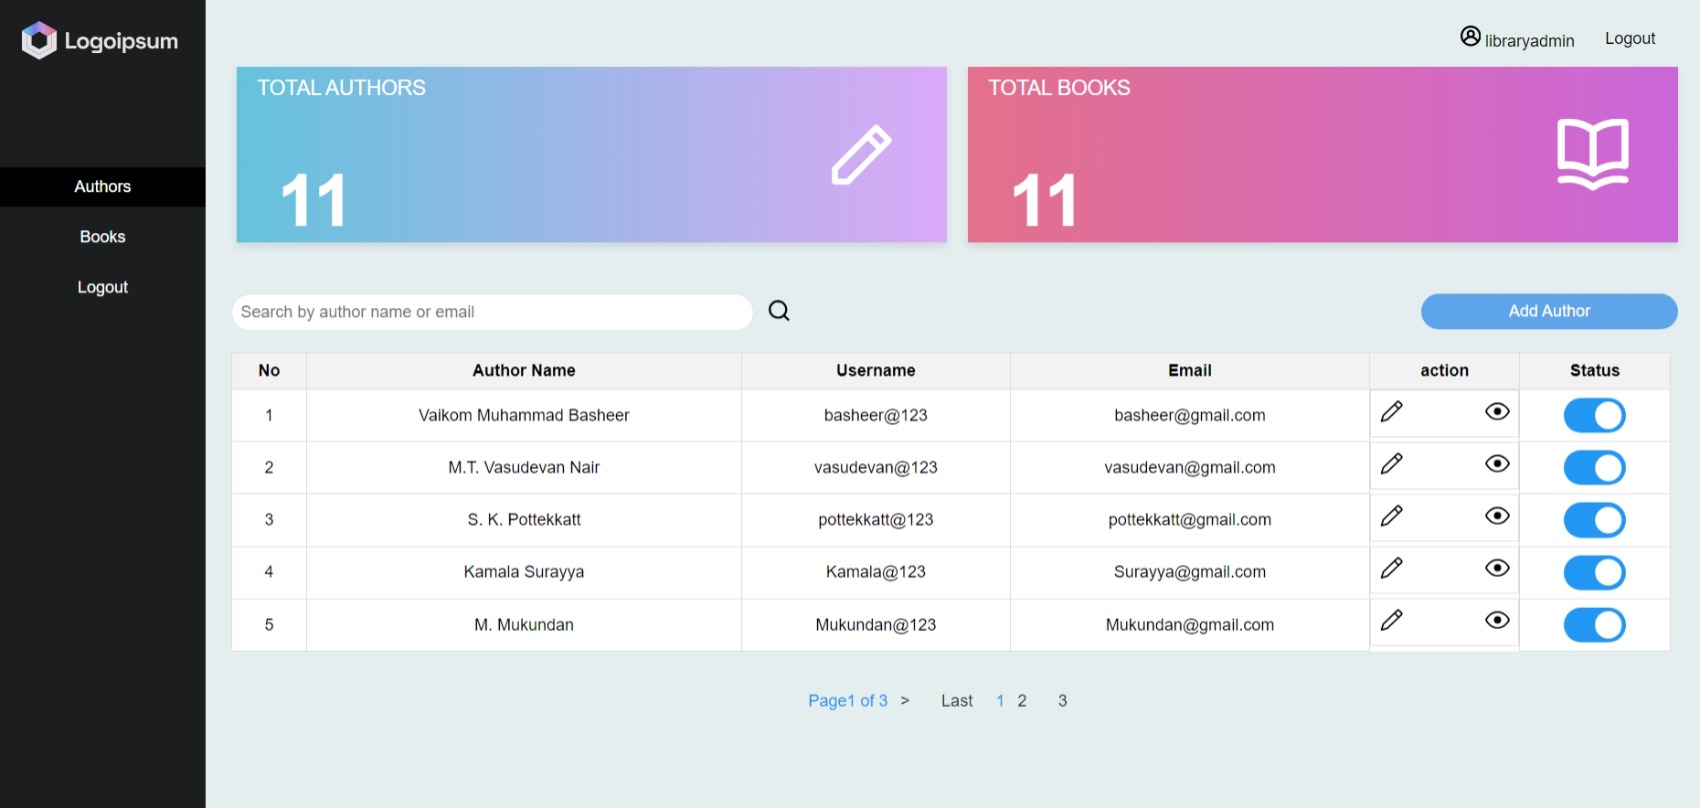 Logoipsum
libraryadmin Logout
TOTAL AUTHORS
11
TOTAL BOOKS
11
Authors
Books
Logout
Search by author name or email
Add Author
No Author Name Username Email action Status
1 Vaikom Muhammad Basheer basheer@123 basheer@gmail.com
2 M.T. Vasudevan Nair vasudevan@123 vasudevan@gmail.com
3 S. K. Pottekkatt pottekkatt@123 pottekkatt@gmail.com
4 Kamala Surayya Kamala@123 Surayya@gmail.com
5 M. Mukundan Mukundan@123 Mukundan@gmail.com
Page1 of 3 > Last 1 2 3